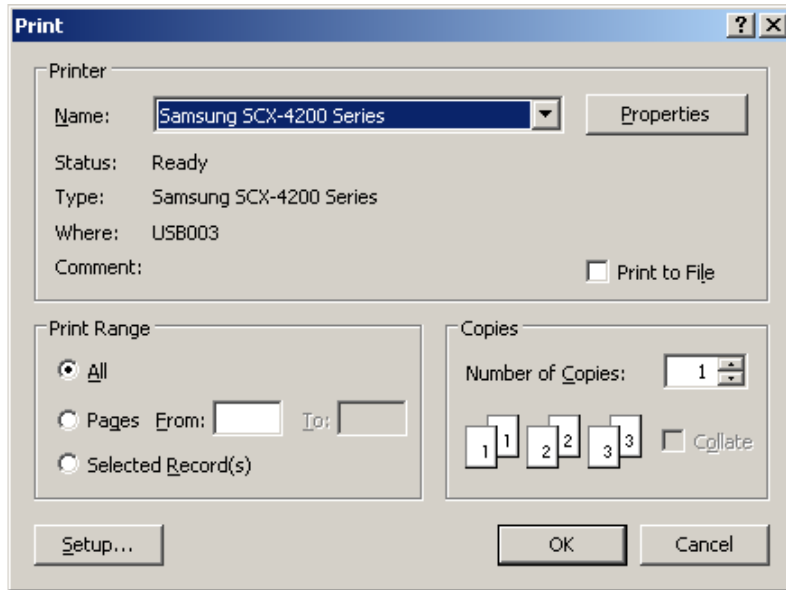 Print
Printer
Name: Samsung SCX-4200 Series Properties
Status: Ready
Type: Samsung SCX-4200 Series
Where: USB003
Comment:
Print to File
Print Range
All
Pages From: To:
Selected Record(s)
Copies
Number of Copies: 1
1 1 2 2 3 3 Collate
Setup... OK Cancel